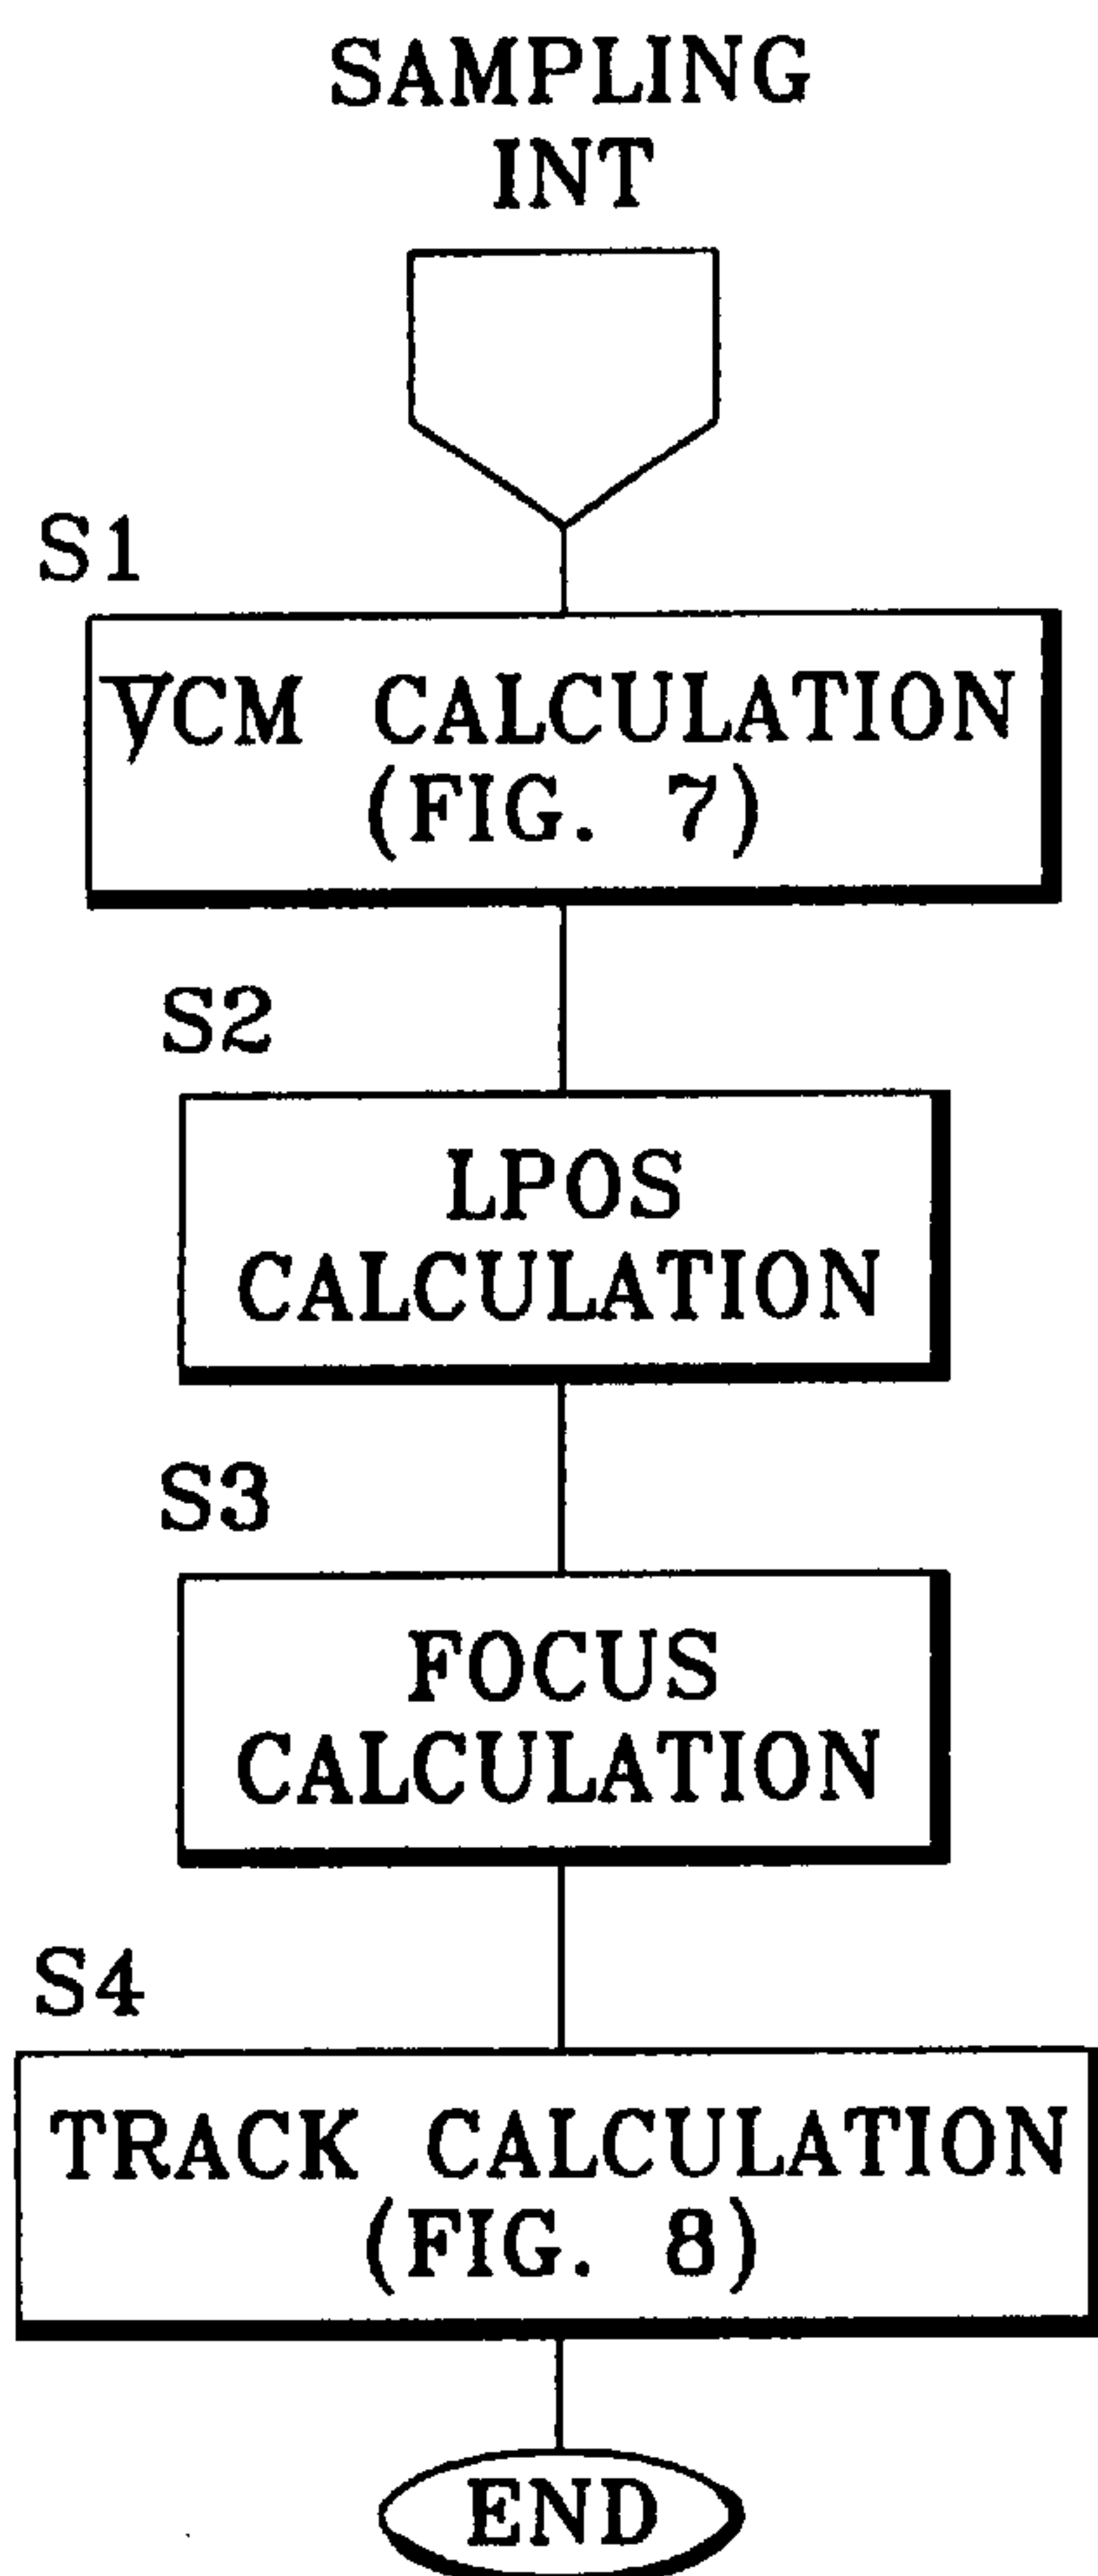 SAMPLING
INT
S1
VCM CALCULATION
(FIG. 7)
S2
LPOS
CALCULATION
S3
FOCUS
CALCULATION
S4
TRACK CALCULATION
(FIG. 8)
END